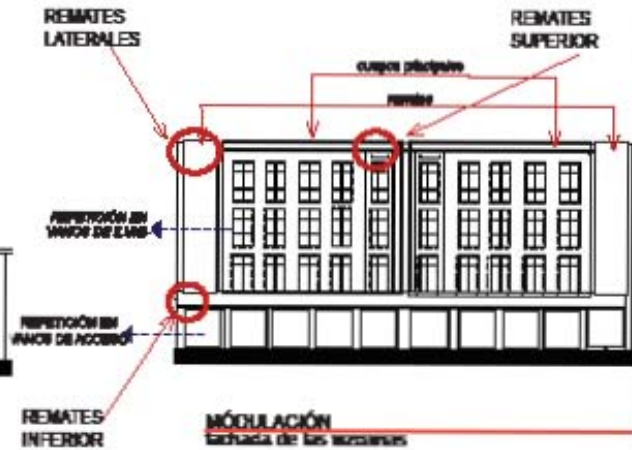 REMATES
LATERALES
REMATES
SUPERIOR
cuerpos principales
remates
REPETICIÓN EN
VANOS DE
REPETICIÓN EN
VANOS DE ACCESO
REMATES
INFERIOR
MÓDULACIÓN
fachada de las